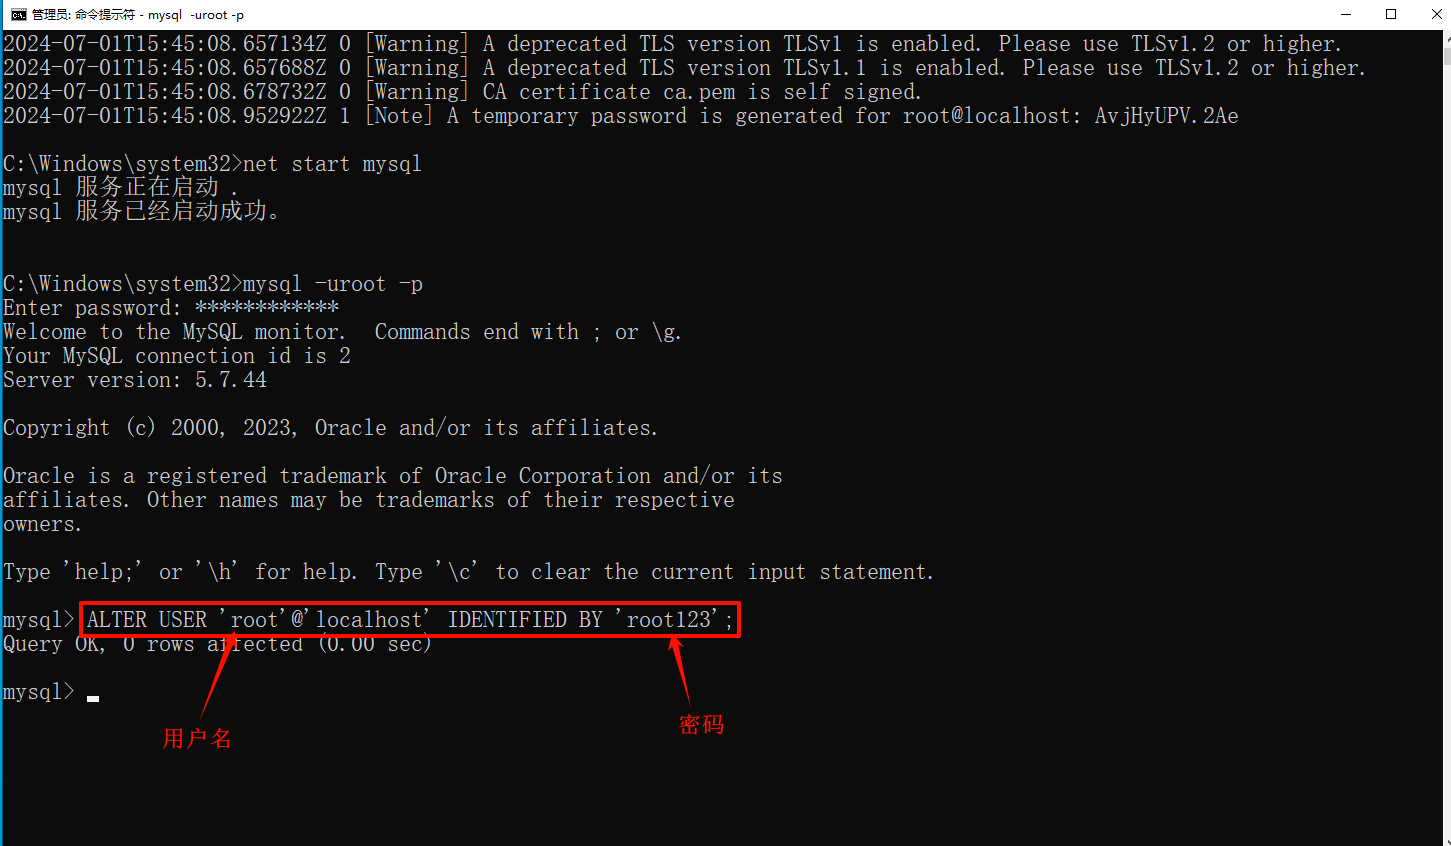 管理员: 命令提示符 - mysql  -uroot -p
2024-07-01T15:45:08.657134Z 0 [Warning] A deprecated TLS version TLSv1 is enabled. Please use TLSv1.2 or higher.
2024-07-01T15:45:08.657688Z 0 [Warning] A deprecated TLS version TLSv1.1 is enabled. Please use TLSv1.2 or higher.
2024-07-01T15:45:08.678732Z 0 [Warning] CA certificate ca.pem is self signed.
2024-07-01T15:45:08.952922Z 1 [Note] A temporary password is generated for root@localhost: AvjHyUPV.2Ae
C:\Windows\system32>net start mysql
mysql 服务正在启动 .
mysql 服务已经启动成功。
C:\Windows\system32>mysql -uroot -p
Enter password: ************
Welcome to the MySQL monitor.  Commands end with ; or \g.
Your MySQL connection id is 2
Server version: 5.7.44
Copyright (c) 2000, 2023, Oracle and/or its affiliates.
Oracle is a registered trademark of Oracle Corporation and/or its
affiliates. Other names may be trademarks of their respective
owners.
Type 'help;' or '\h' for help. Type '\c' to clear the current input statement.
mysql> ALTER USER 'root'@'localhost' IDENTIFIED BY 'root123';
Query OK, 0 rows affected (0.00 sec)
mysql>
用户名
密码